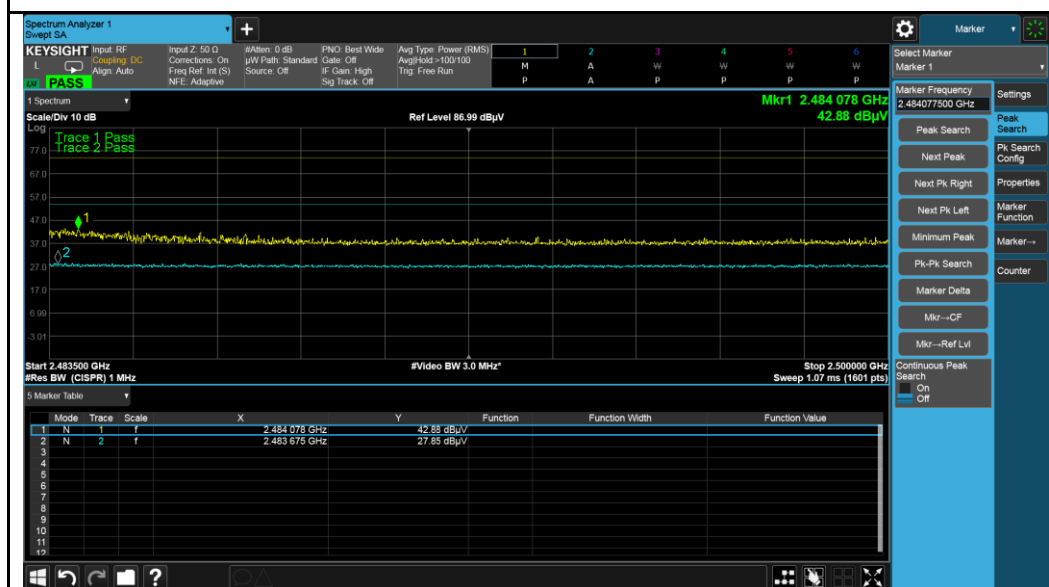 Spectrum Analyzer 1
Swept SA
Marker
KEYSIGHT
L
LXI
PASS
Input: RF
Coupling: DC
Align: Auto
Input Z: 50 Ω
Corrections: On
Freq Ref: Int (S)
NFE: Adaptive
#Atten: 0 dB
µW Path: Standard
Source: Off
PNO: Best Wide
Gate: Off
IF Gain: High
Sig Track: Off
Avg Type: Power (RMS)
Avg|Hold:>100/100
Trig: Free Run
1 2 3 4 5 6
M A W W W W
P A P P P P
Select Marker
Marker 1
1 Spectrum
Mkr1 2.484 078 GHz
Scale/Div 10 dB
Ref Level 86.99 dBµV
42.88 dBµV
Log
Trace 1 Pass
Trace 2 Pass
77.0
67.0
57.0
47.0
37.0
27.0
17.0
6.99
-3.01
1
2
Start 2.483500 GHz
#Video BW 3.0 MHz*
Stop 2.500000 GHz
#Res BW (CISPR) 1 MHz
Sweep 1.07 ms (1601 pts)
Marker Frequency
2.484077500 GHz
Peak Search
Next Peak
Next Pk Right
Next Pk Left
Minimum Peak
Pk-Pk Search
Marker Delta
Mkr→CF
Mkr→Ref Lvl
Continuous Peak
Search
On
Off
Settings
Peak
Search
Pk Search
Config
Properties
Marker
Function
Marker→
Counter
5 Marker Table
Mode Trace Scale X Y Function Function Width Function Value
1 N 1 f 2.484 078 GHz 42.88 dBµV
2 N 2 f 2.483 675 GHz 27.85 dBµV
3
4
5
6
7
8
9
10
11
12
?